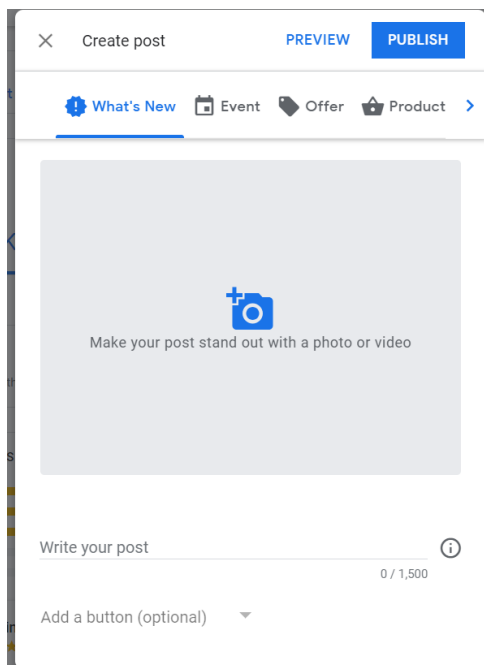 Create post
PREVIEW
PUBLISH
What's New
Event
Offer
Product
Make your post stand out with a photo or video
Write your post
0 / 1,500
Add a button (optional)